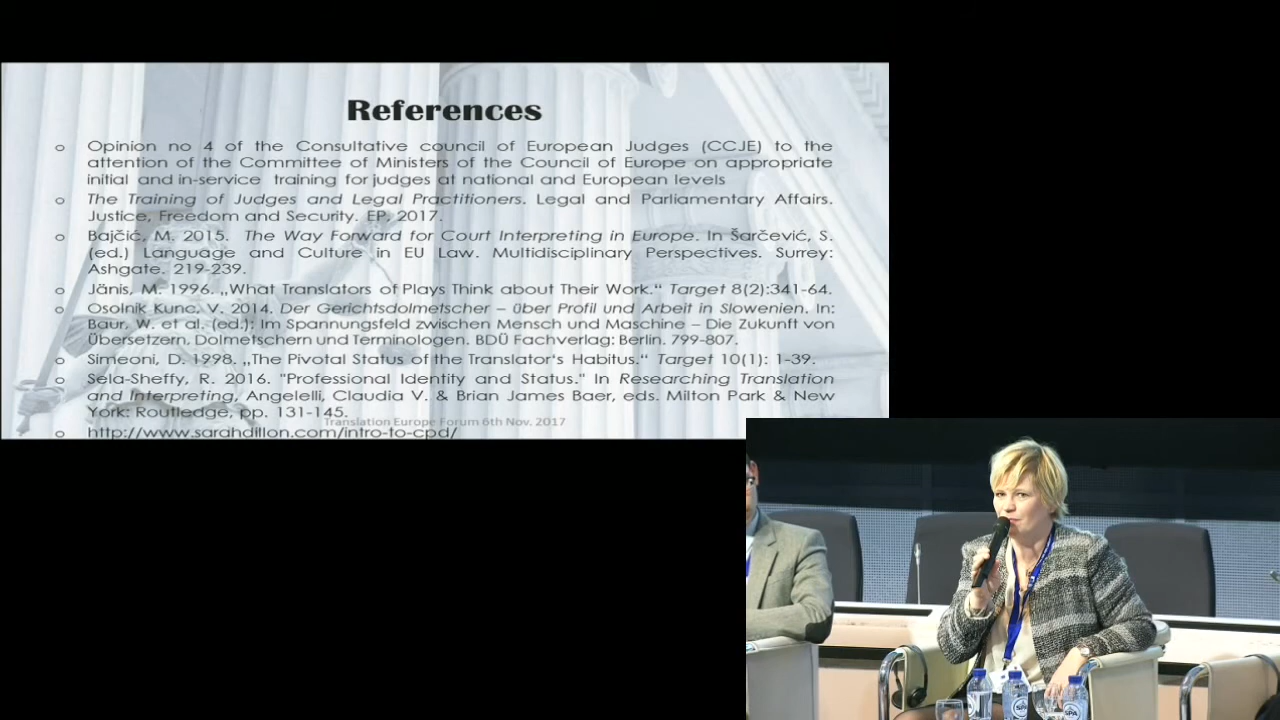 References
Opinion no 4 of the Consultative council of European Judges (CCJE) to the
attention of the Committee of Ministers of the Council of Europe on appropriate
initial and in-service training for judges at national and European levels
The Training of Judges and Legal Practitioners. Legal and Parliamentary Affairs.
Justice, Freedom and Security. EP. 2017.
Bajčić, M. 2015. The Way Forward for Court Interpreting in Europe. In Šarčević, S.
(ed.) Language and Culture in EU Law. Multidisciplinary Perspectives. Surrey:
Ashgate. 219-239.
Jänis, M. 1996. „What Translators of Plays Think about Their Work.“ Target 8(2):341-64.
Osolnik Kunc, V. 2014. Der Gerichtsdolmetscher – über Profil und Arbeit in Slowenien. In:
Baur, W. et al. (ed.): Im Spannungsfeld zwischen Mensch und Maschine – Die Zukunft von
Übersetzern, Dolmetschern und Terminologen. BDÜ Fachverlag: Berlin. 799-807.
Simeoni, D. 1998. „The Pivotal Status of the Translator's Habitus.“ Target 10(1): 1-39.
Sela-Sheffy, R. 2016. "Professional Identity and Status." In Researching Translation
and Interpreting, Angelelli, Claudia V. & Brian James Baer, eds. Milton Park & New
York: Routledge, pp. 131-145.
Translation Europe Forum 6th Nov. 2017
http://www.sarahdillon.com/intro-to-cpd/
SPA